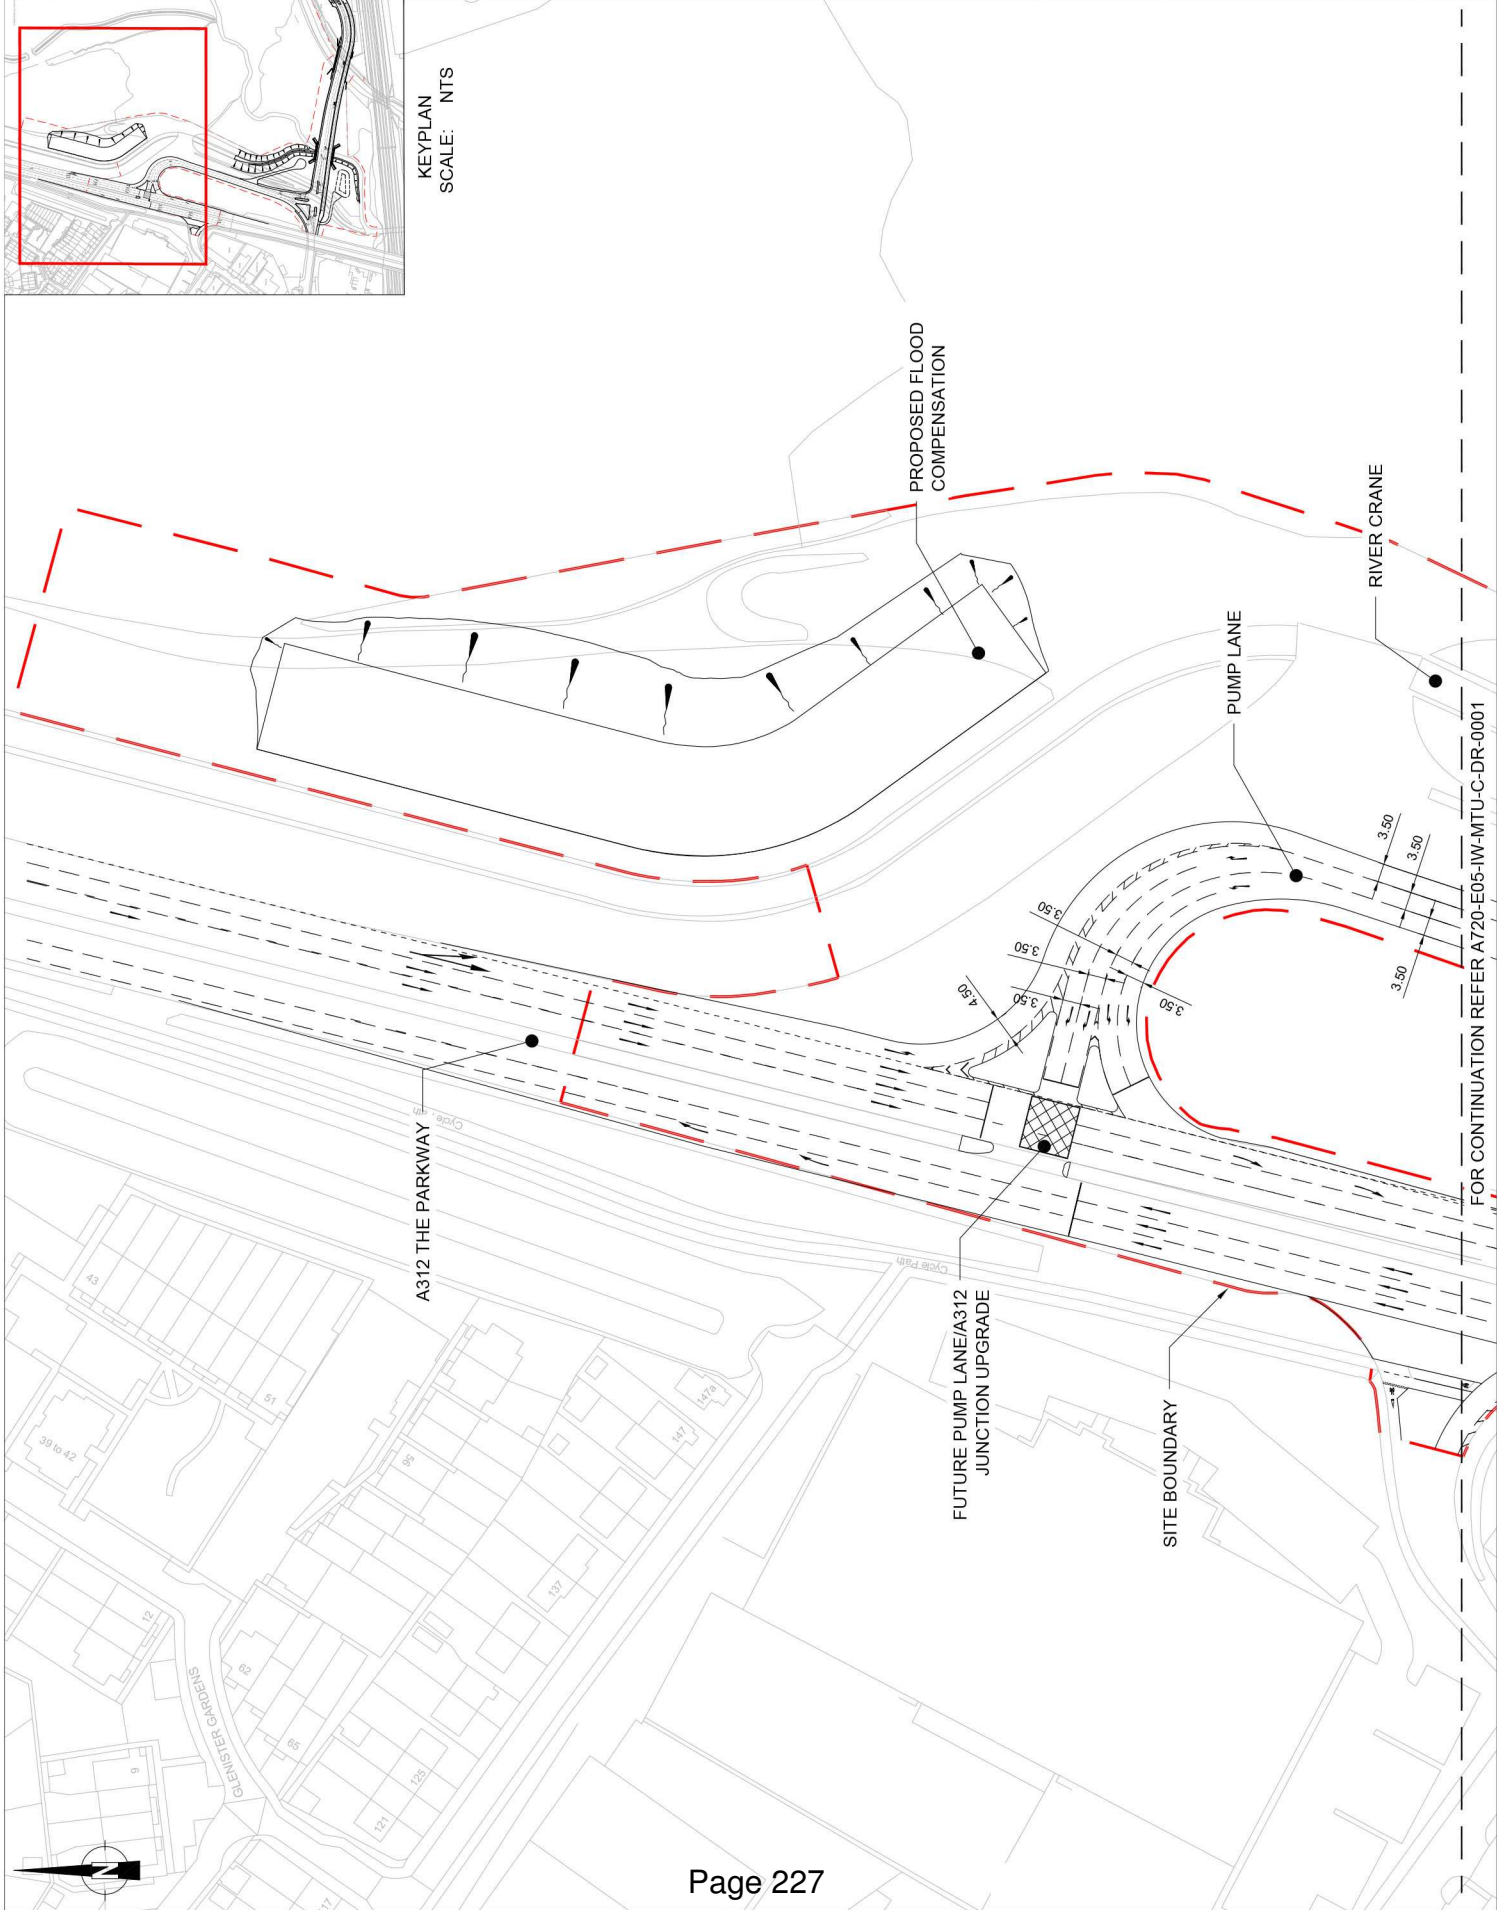 KEYPLAN
SCALE: NTS
PROPOSED FLOOD
COMPENSATION
RIVER CRANE
PUMP LANE
A312 THE PARKWAY
FUTURE PUMP LANE/A312
JUNCTION UPGRADE
SITE BOUNDARY
FOR CONTINUATION REFER A720-E05-IW-MTU-C-DR-0001
3.50
3.50
3.50
3.50
3.50
3.50
3.50
4.50
Cycle Path
Cycle Path
GLENISTER GARDENS
43
51
39 to 42
95
147
147a
137
12
62
65
9
125
121
17
N
Page 227